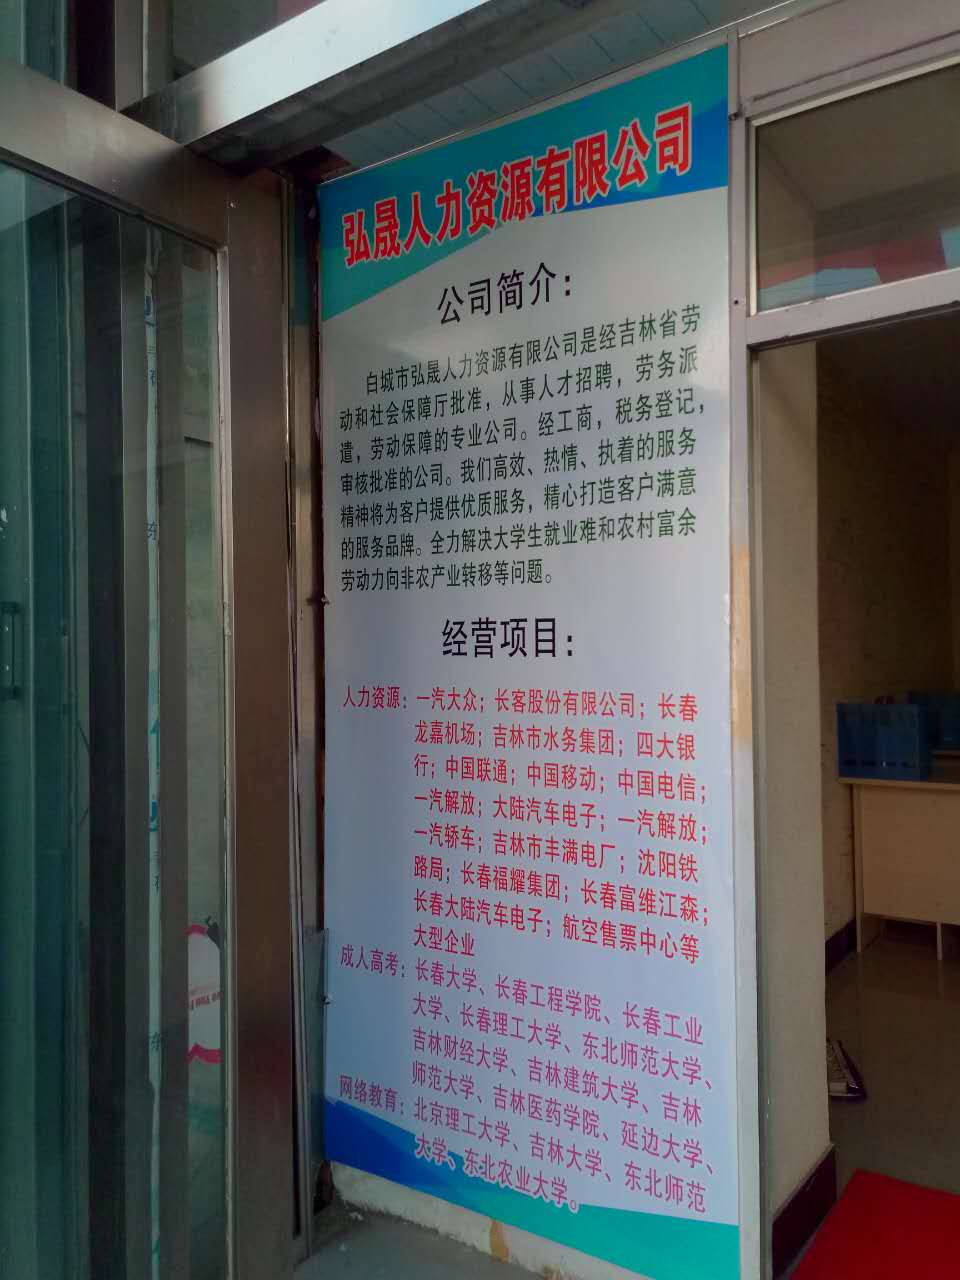 弘晟人力资源有限公司
公司简介：
白城市弘晟人力资源有限公司是经吉林省劳
动和社会保障厅批准，从事人才招聘，劳务派
遣，劳动保障的专业公司。经工商，税务登记，
审核批准的公司。我们高效、热情、执着的服务
精神将为客户提供优质服务，精心打造客户满意
的服务品牌。全力解决大学生就业难和农村富余
劳动力向非农产业转移等问题。
经营项目：
人力资源：一汽大众；长客股份有限公司；长春
龙嘉机场；吉林市水务集团；四大银
行；中国联通；中国移动；中国电信；
一汽解放；大陆汽车电子；一汽解放；
一汽轿车；吉林市丰满电厂；沈阳铁
路局；长春福耀集团；长春富维江森；
长春大陆汽车电子；航空售票中心等
大型企业
成人高考：长春大学、长春工程学院、长春工业
大学、长春理工大学、东北师范大学、
吉林财经大学、吉林建筑大学、吉林
师范大学、吉林医药学院、延边大学、
网络教育：北京理工大学、吉林大学、东北师范
大学、东北农业大学。